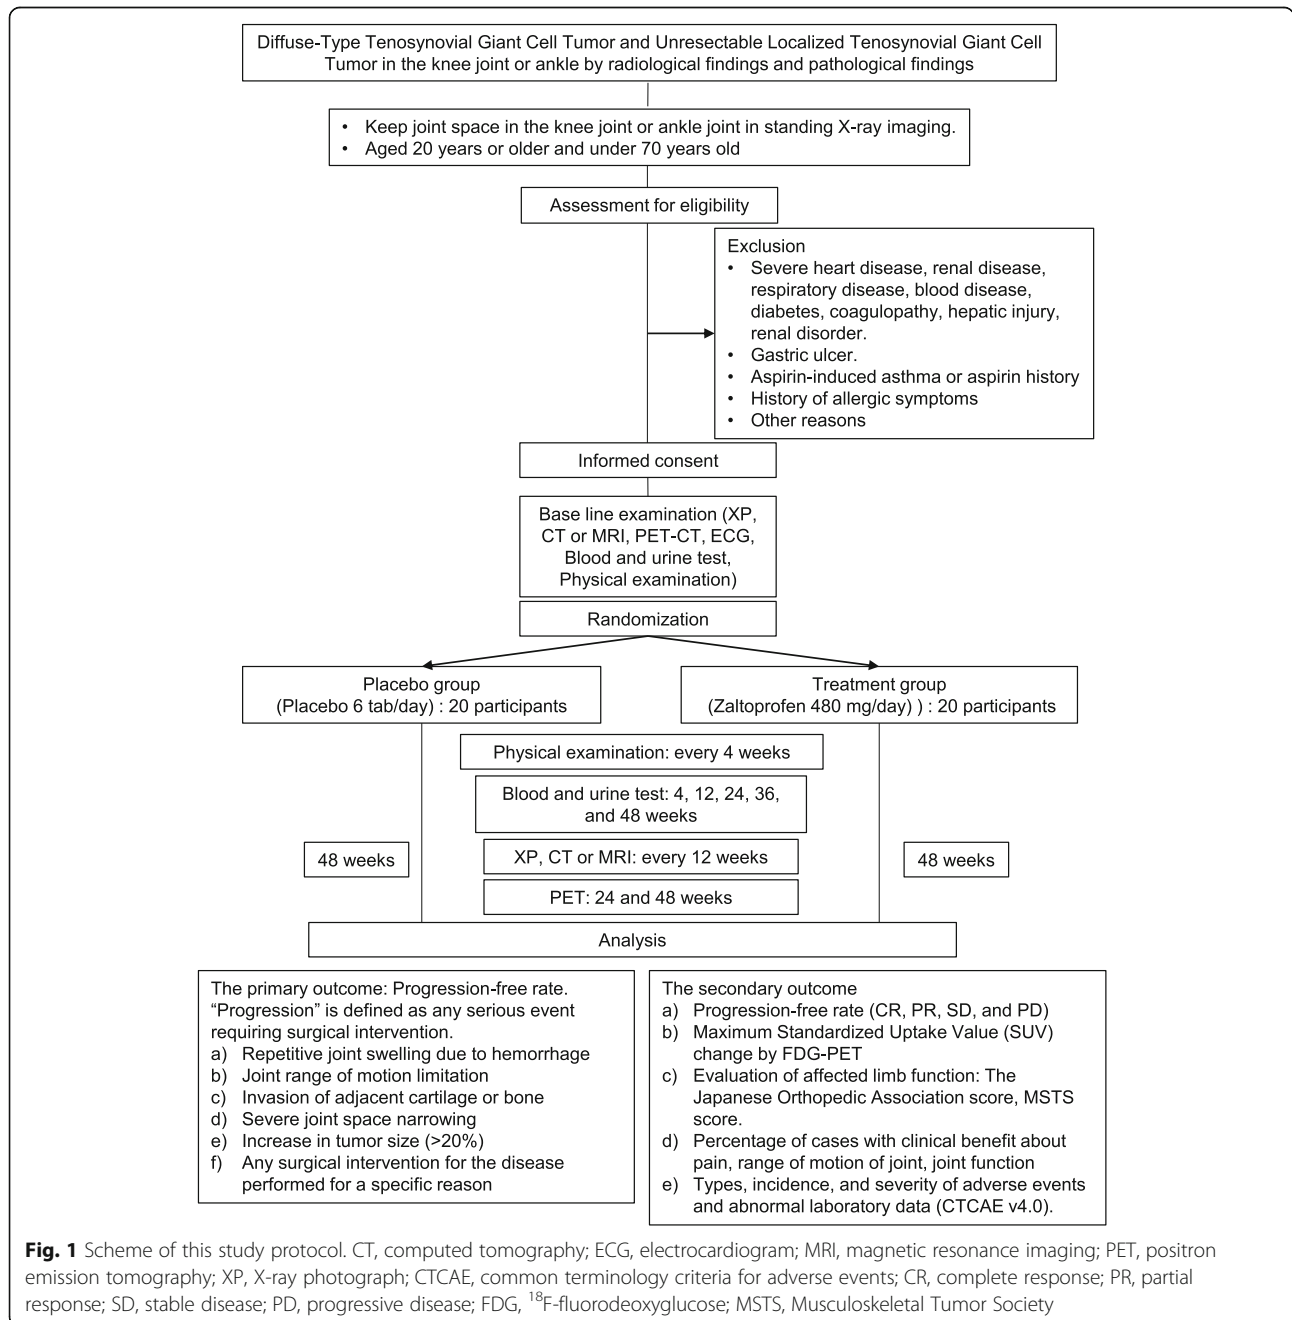 Diffuse-Type Tenosynovial Giant Cell Tumor and Unresectable Localized Tenosynovial Giant Cell
Tumor in the knee joint or ankle by radiological findings and pathological findings
• Keep joint space in the knee joint or ankle joint in standing X-ray imaging.
• Aged 20 years or older and under 70 years old
Assessment for eligibility
Exclusion
• Severe heart disease, renal disease,
respiratory disease, blood disease,
diabetes, coagulopathy, hepatic injury,
renal disorder.
• Gastric ulcer.
• Aspirin-induced asthma or aspirin history
• History of allergic symptoms
• Other reasons
Informed consent
Base line examination (XP,
CT or MRI, PET-CT, ECG,
Blood and urine test,
Physical examination)
Randomization
Placebo group
(Placebo 6 tab/day) : 20 participants
Treatment group
(Zaltoprofen 480 mg/day) ) : 20 participants
Physical examination: every 4 weeks
Blood and urine test: 4, 12, 24, 36,
and 48 weeks
48 weeks
XP, CT or MRI: every 12 weeks
48 weeks
PET: 24 and 48 weeks
Analysis
The primary outcome: Progression-free rate.
“Progression” is defined as any serious event
requiring surgical intervention.
a) Repetitive joint swelling due to hemorrhage
b) Joint range of motion limitation
c) Invasion of adjacent cartilage or bone
d) Severe joint space narrowing
e) Increase in tumor size (>20%)
f) Any surgical intervention for the disease
performed for a specific reason
The secondary outcome
a) Progression-free rate (CR, PR, SD, and PD)
b) Maximum Standardized Uptake Value (SUV)
change by FDG-PET
c) Evaluation of affected limb function: The
Japanese Orthopedic Association score, MSTS
score.
d) Percentage of cases with clinical benefit about
pain, range of motion of joint, joint function
e) Types, incidence, and severity of adverse events
and abnormal laboratory data (CTCAE v4.0).
Fig. 1 Scheme of this study protocol. CT, computed tomography; ECG, electrocardiogram; MRI, magnetic resonance imaging; PET, positron
emission tomography; XP, X-ray photograph; CTCAE, common terminology criteria for adverse events; CR, complete response; PR, partial
response; SD, stable disease; PD, progressive disease; FDG, ¹⁸F-fluorodeoxyglucose; MSTS, Musculoskeletal Tumor Society